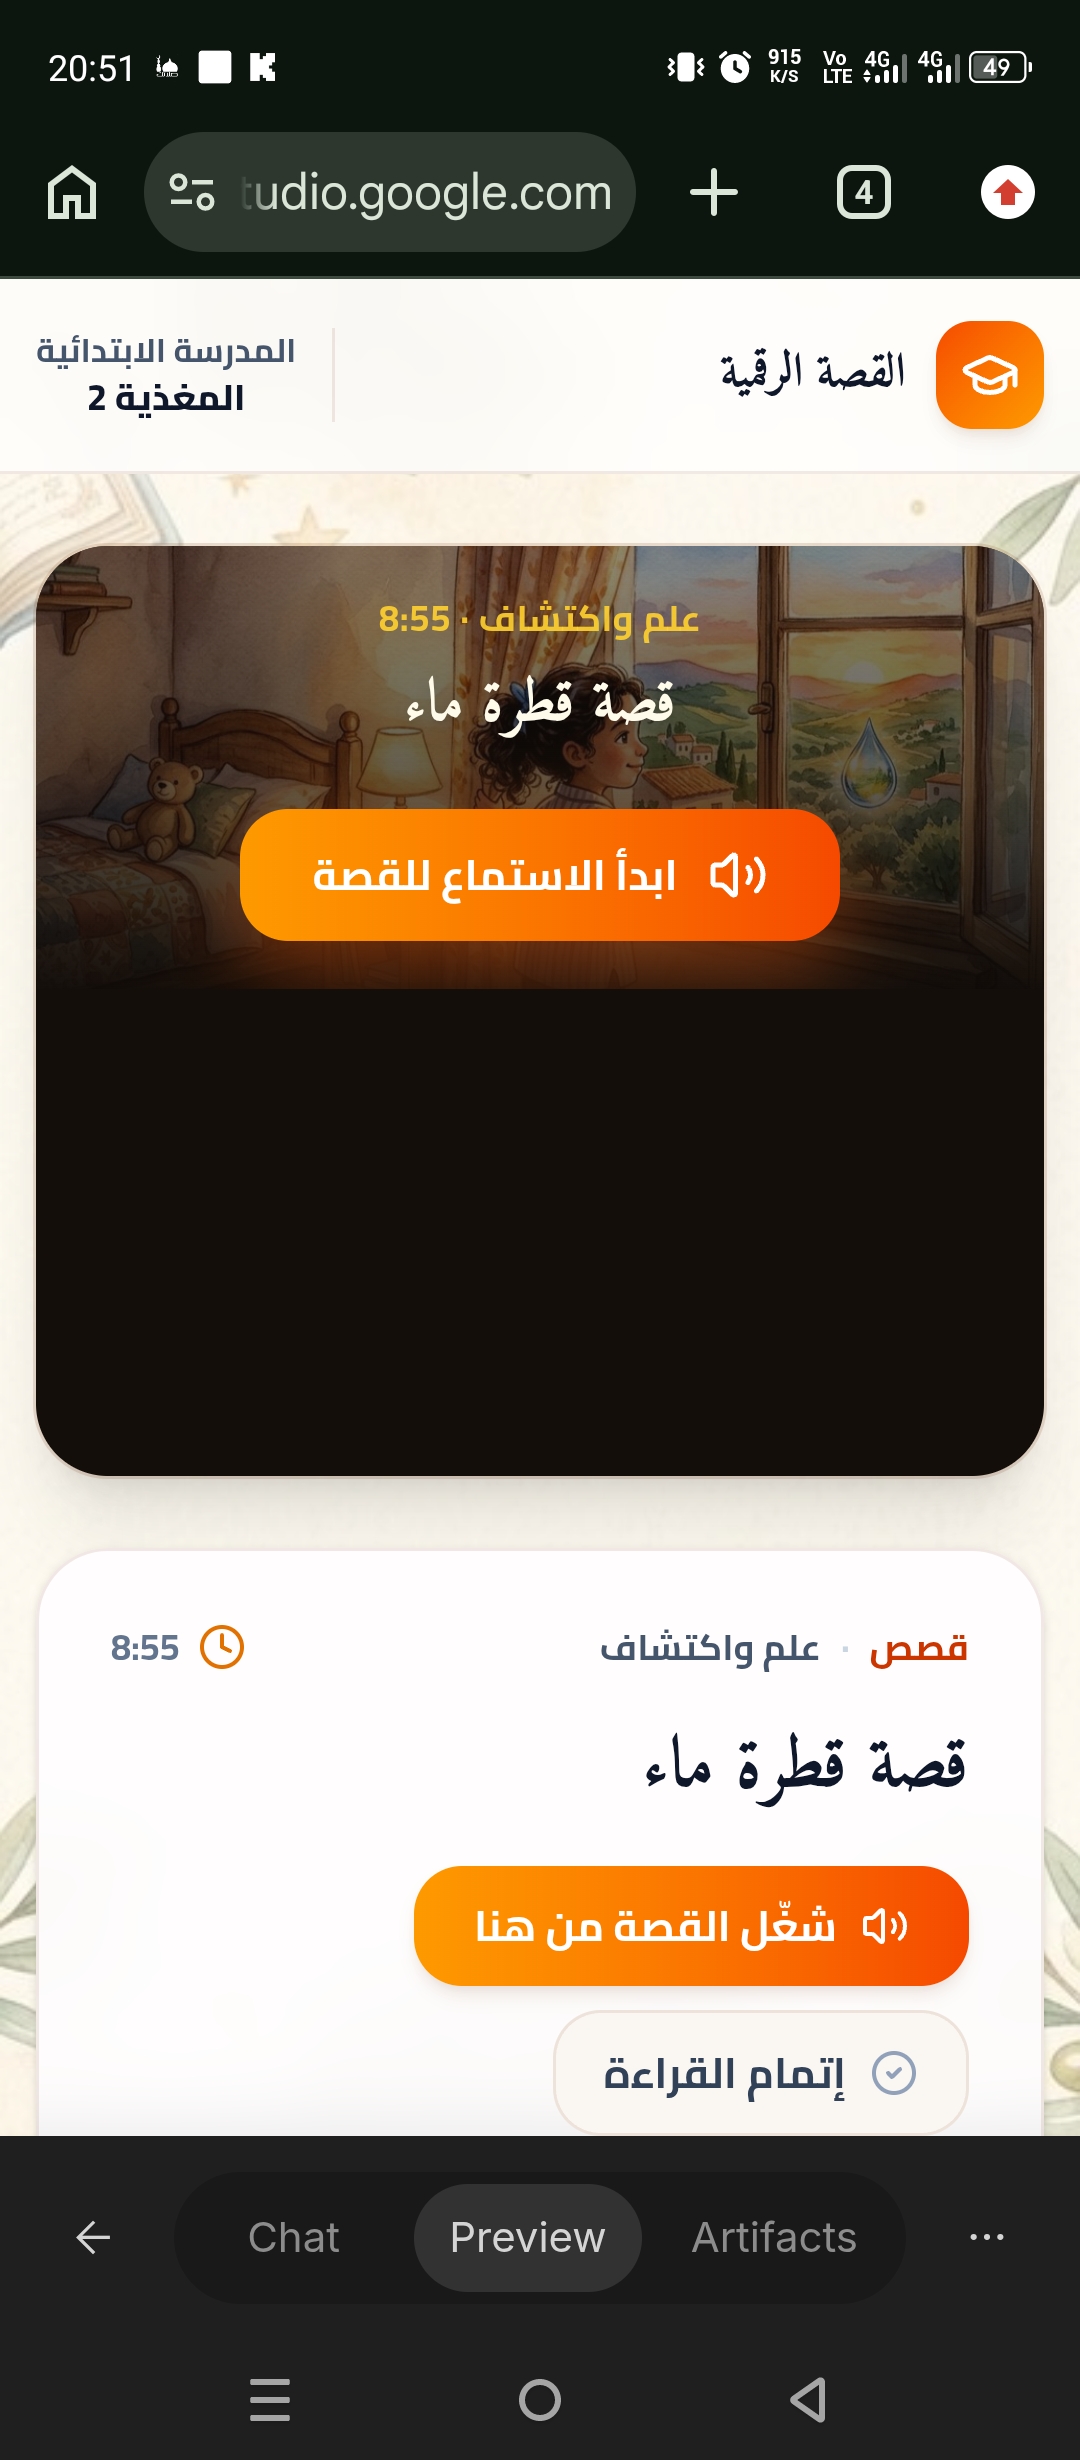 20:51
915 K/S
Vo LTE
4G
4G
49
tudio.google.com
4
القصة الرقمية
المدرسة الابتدائية
المغذية 2
علم واكتشاف · 8:55
قصة قطرة ماء
ابدأ الاستماع للقصة
قصص · علم واكتشاف
8:55
قصة قطرة ماء
شغّل القصة من هنا
إتمام القراءة
Chat
Preview
Artifacts